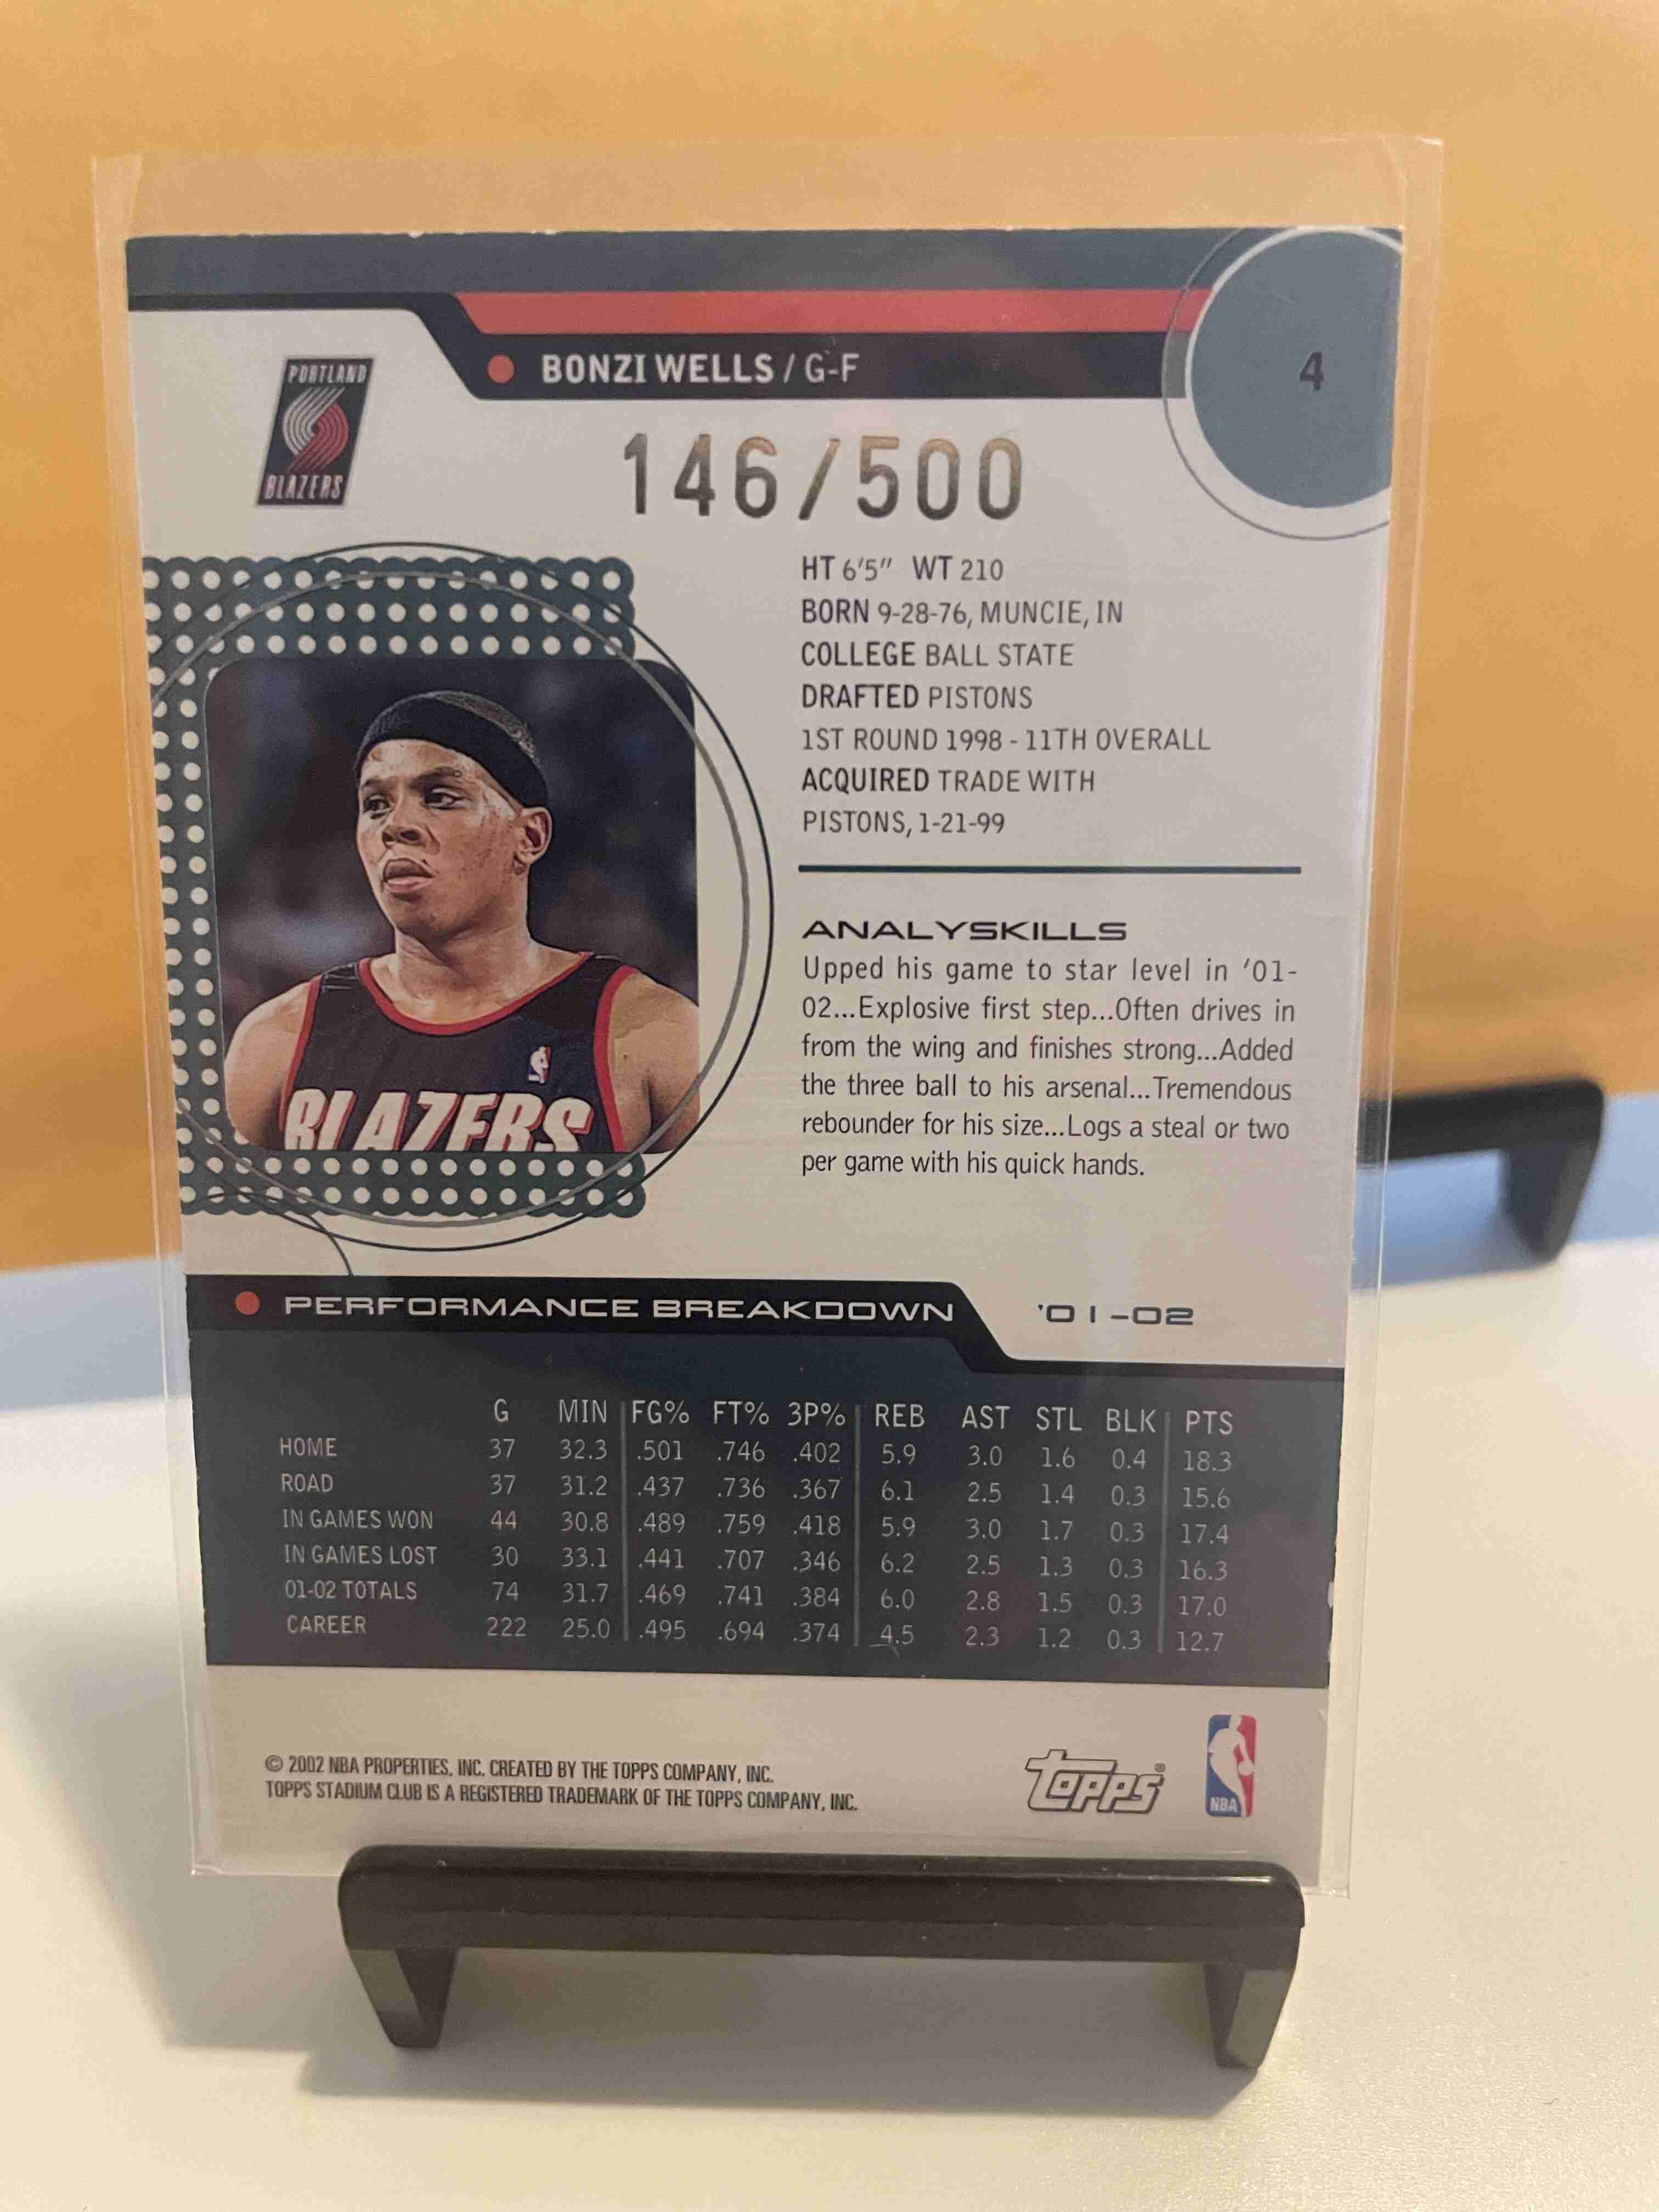 BONZI WELLS / G-F
4
PORTLAND
BLAZERS
146/500
HT 6'5" WT 210
BORN 9-28-76, MUNCIE, IN
COLLEGE BALL STATE
DRAFTED PISTONS
1ST ROUND 1998 - 11TH OVERALL
ACQUIRED TRADE WITH
PISTONS, 1-21-99
BLAZERS
ANALYSKILLS
Upped his game to star level in '01-
02...Explosive first step...Often drives in
from the wing and finishes strong...Added
the three ball to his arsenal...Tremendous
rebounder for his size...Logs a steal or two
per game with his quick hands.
PERFORMANCE BREAKDOWN '01-02
G MIN FG% FT% 3P% REB AST STL BLK PTS
HOME 37 32.3 .501 .746 .402 5.9 3.0 1.6 0.4 18.3
ROAD 37 31.2 .437 .736 .367 6.1 2.5 1.4 0.3 15.6
IN GAMES WON 44 30.8 .489 .759 .418 5.9 3.0 1.7 0.3 17.4
IN GAMES LOST 30 33.1 .441 .707 .346 6.2 2.5 1.3 0.3 16.3
01-02 TOTALS 74 31.7 .469 .741 .384 6.0 2.8 1.5 0.3 17.0
CAREER 222 25.0 .495 .694 .374 4.5 2.3 1.2 0.3 12.7
© 2002 NBA PROPERTIES, INC. CREATED BY THE TOPPS COMPANY, INC.
TOPPS STADIUM CLUB IS A REGISTERED TRADEMARK OF THE TOPPS COMPANY, INC.
TOPPS®
NBA